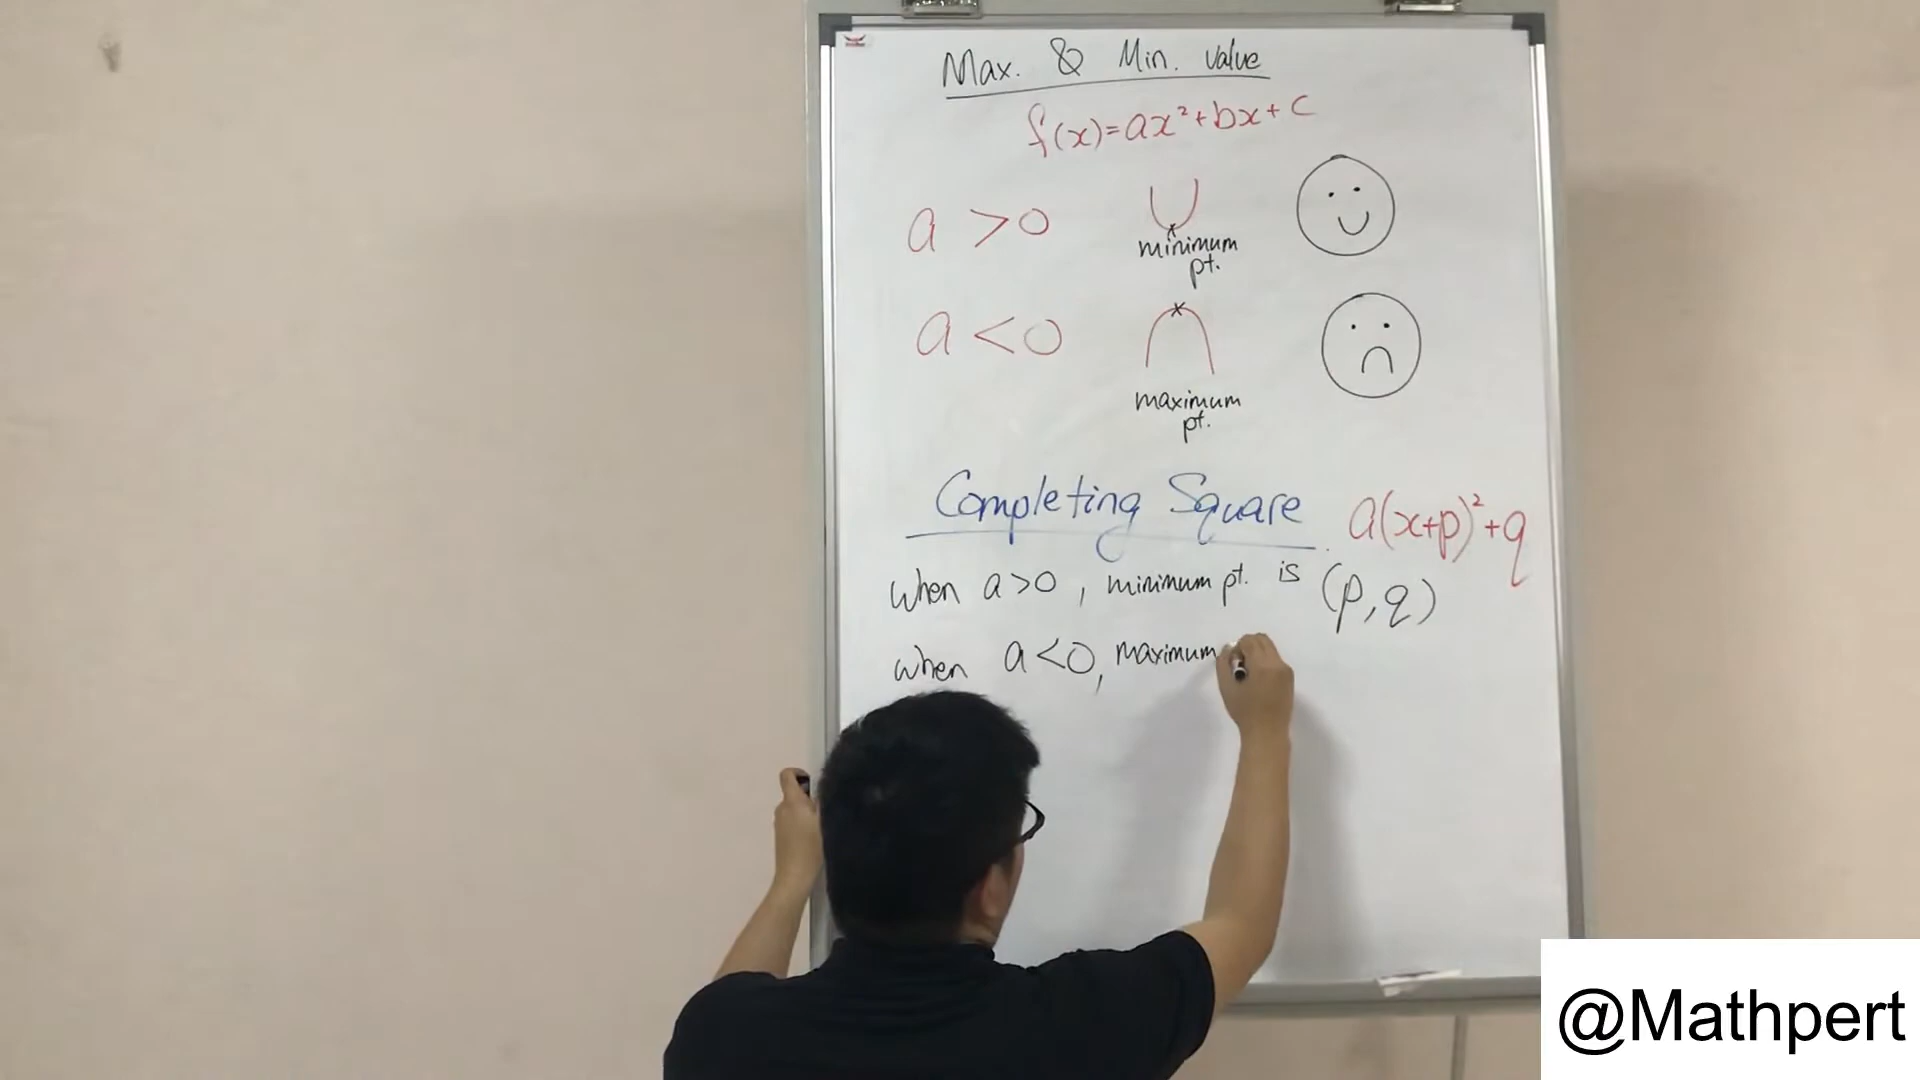 Max. & Min. value
f(x)=ax²+bx+c
a >0
minimum
pt.
a <0
maximum
pt.
Completing Square
a(x+p)²+q
when a>0, minimum pt. is (p,q)
when a<0, maximum
@Mathpert